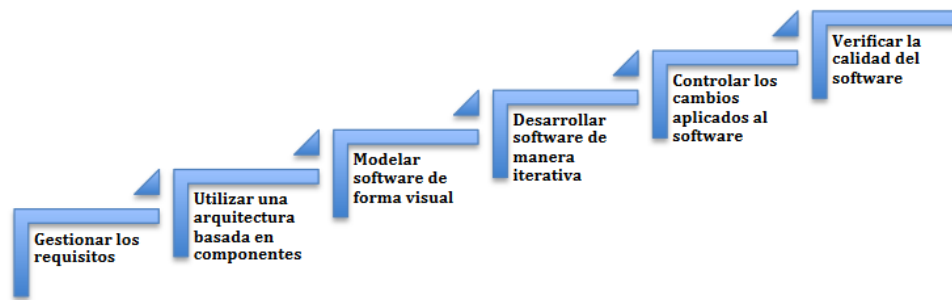 Gestionar los
requisitos
Utilizar una
arquitectura
basada en
componentes
Modelar
software de
forma visual
Desarrollar
software de
manera
iterativa
Controlar los
cambios
aplicados al
software
Verificar la
calidad del
software